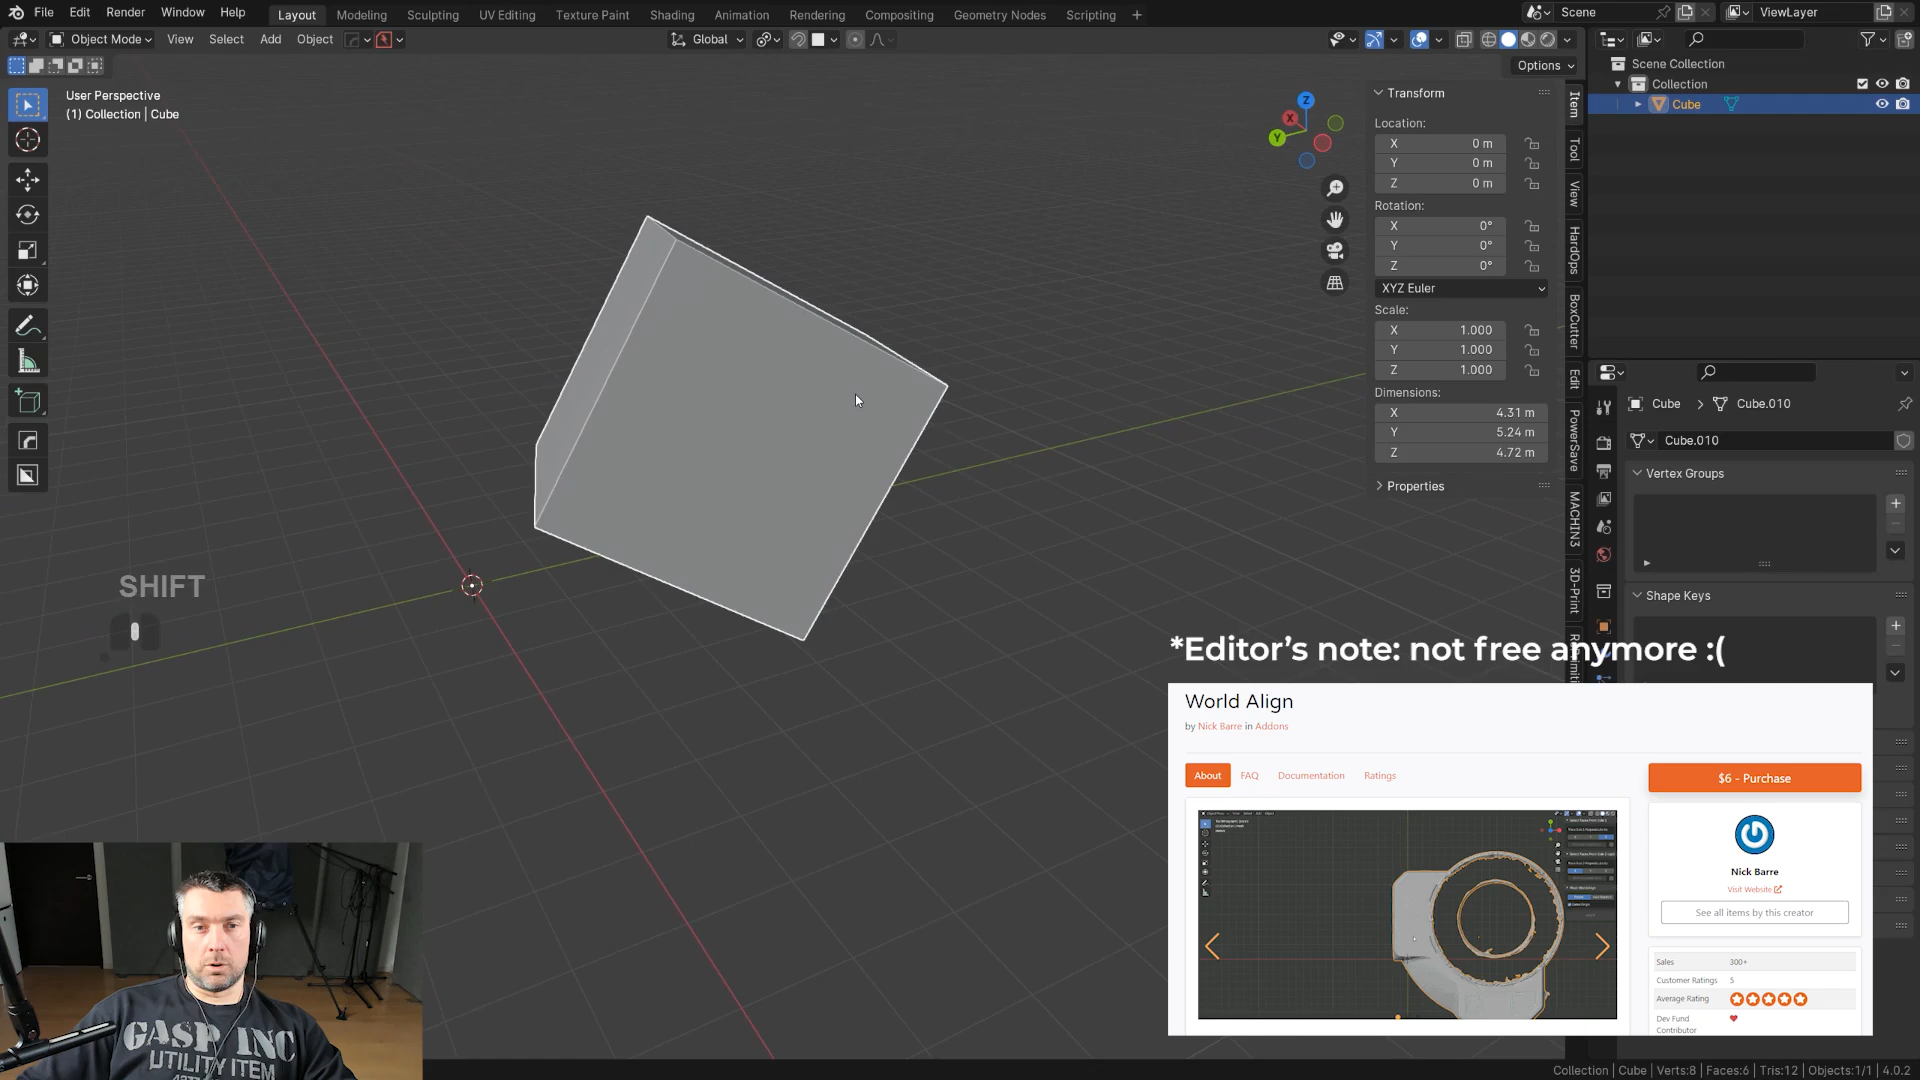 File Edit Render Window Help Layout Modeling Sculpting UV Editing Texture Paint Shading Animation Rendering Compositing Geometry Nodes Scripting + Scene ViewLayer
Object Mode View Select Add Object Global
Options
User Perspective
(1) Collection | Cube
Z
X
Y
Transform
Location:
X 0 m
Y 0 m
Z 0 m
Rotation:
X 0°
Y 0°
Z 0°
XYZ Euler
Scale:
X 1.000
Y 1.000
Z 1.000
Dimensions:
X 4.31 m
Y 5.24 m
Z 4.72 m
Properties
Item
Tool
View
HardOps
BoxCutter
Edit
PowerSave
MACHIN3
3D-Print
Scene Collection
Collection
Cube
Cube > Cube.010
Cube.010
Vertex Groups
Shape Keys
SHIFT
*Editor's note: not free anymore :(
World Align
by Nick Barre in Addons
About FAQ Documentation Ratings
$6 - Purchase
Nick Barre
Visit Website
See all items by this creator
Sales 300+
Customer Ratings 5
Average Rating
Dev Fund
Contributor
GASP INC
UTILITY ITEM
Collection | Cube | Verts:8 | Faces:6 | Tris:12 | Objects:1/1 | 4.0.2